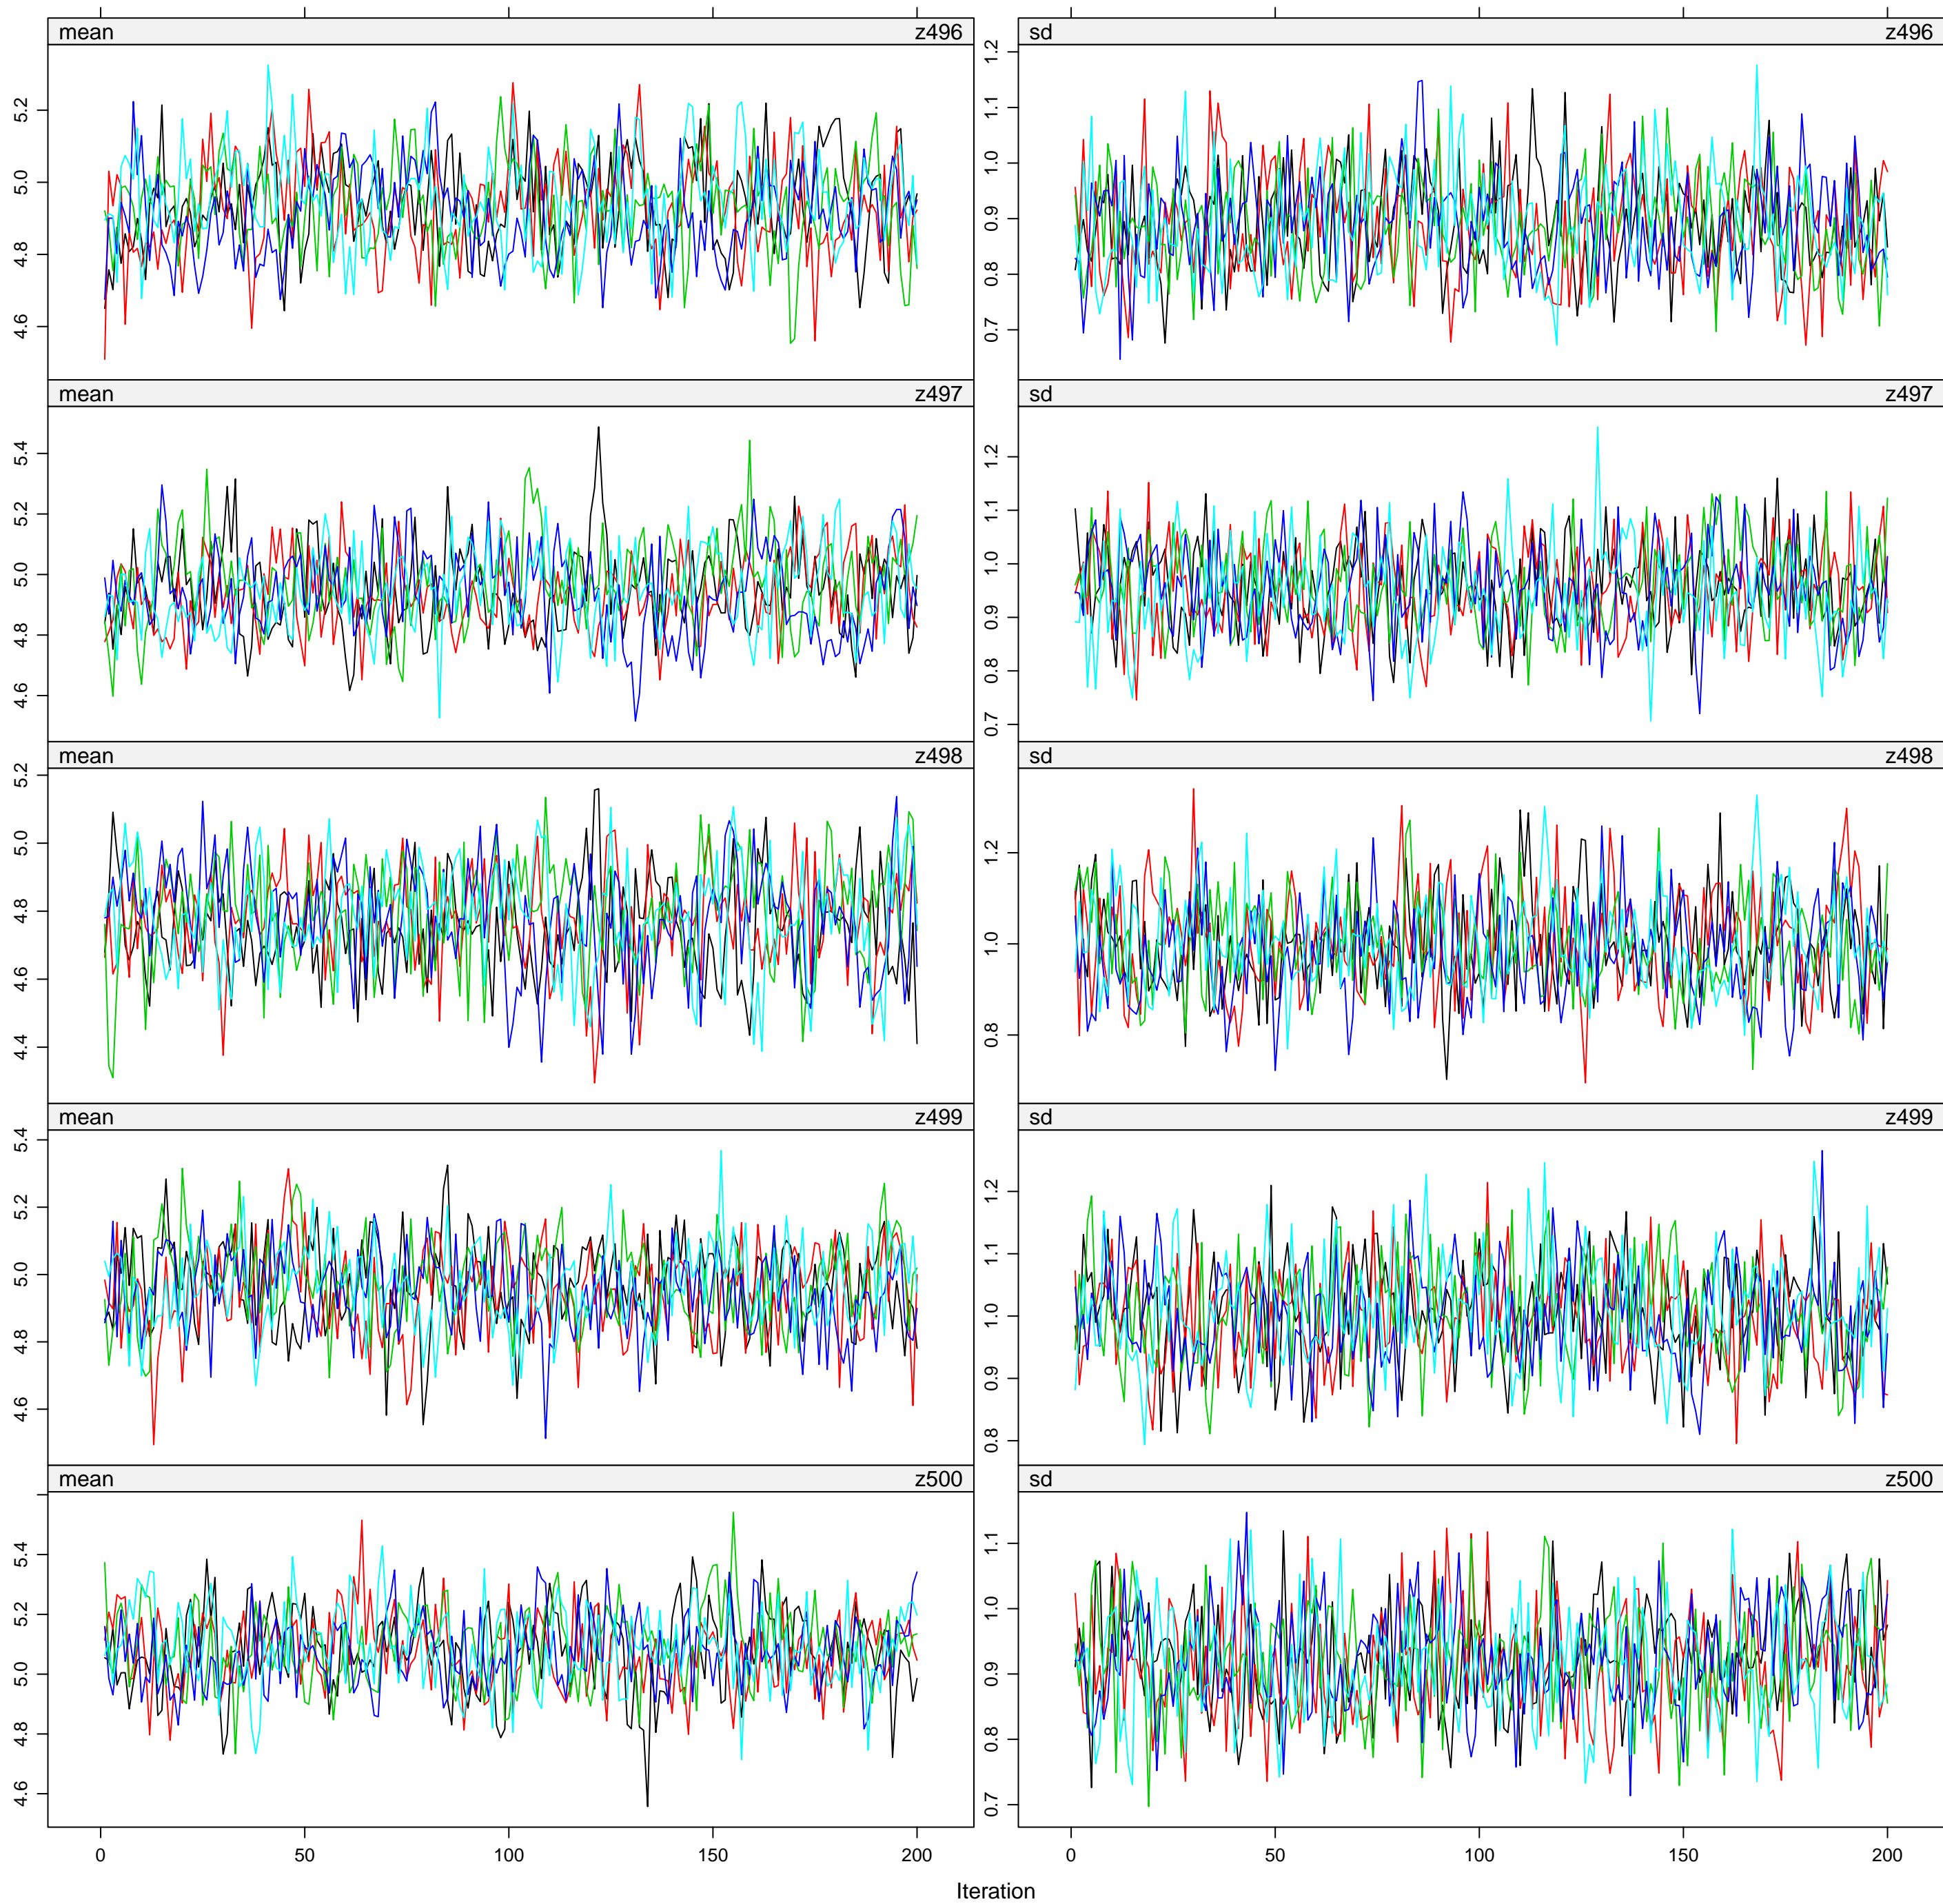 mean z496 sd z496
4.6 4.8 5.0 5.2
0.7 0.8 0.9 1.0 1.1 1.2
mean z497 sd z497
4.6 4.8 5.0 5.2 5.4
0.7 0.8 0.9 1.0 1.1 1.2
mean z498 sd z498
4.4 4.6 4.8 5.0 5.2
0.8 1.0 1.2
mean z499 sd z499
4.6 4.8 5.0 5.2 5.4
0.8 0.9 1.0 1.1 1.2
mean z500 sd z500
4.6 4.8 5.0 5.2 5.4
0.7 0.8 0.9 1.0 1.1
0 50 100 150 200 0 50 100 150 200
Iteration